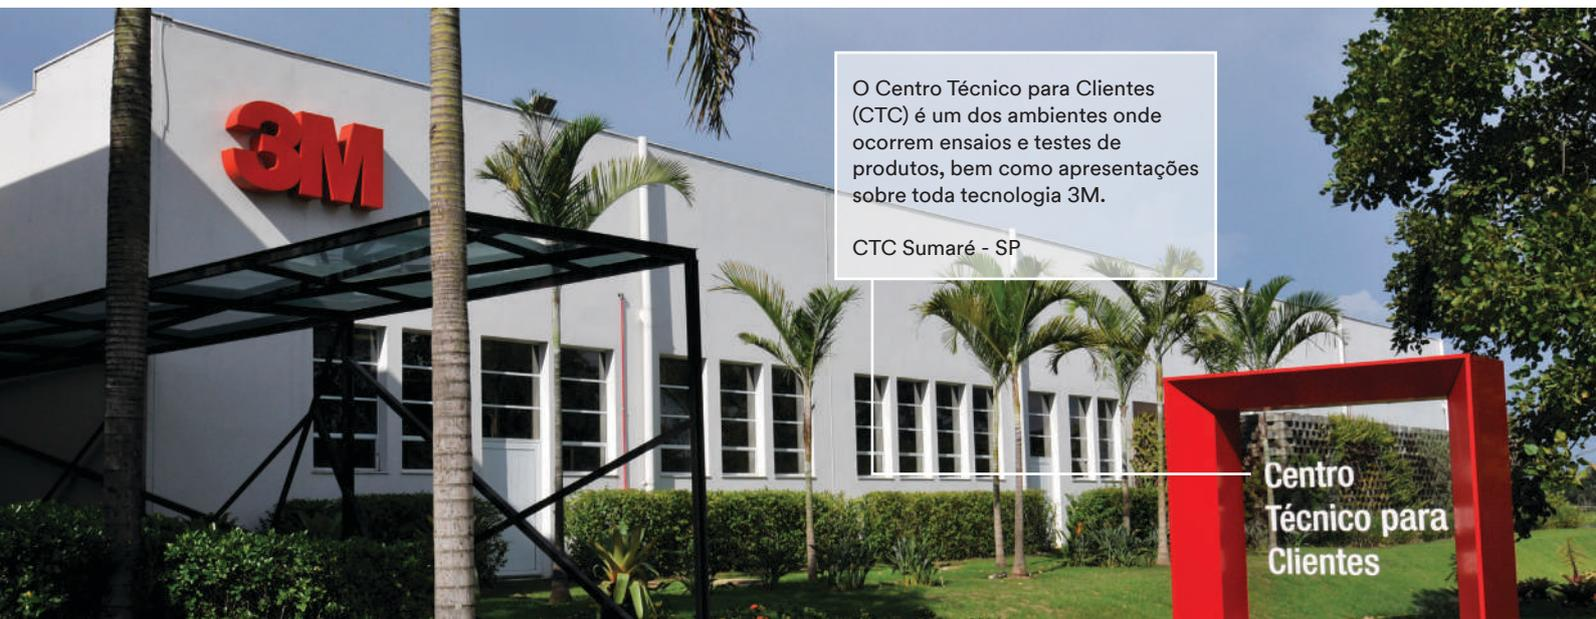 3M
O Centro Técnico para Clientes
(CTC) é um dos ambientes onde
ocorrem ensaios e testes de
produtos, bem como apresentações
sobre toda tecnologia 3M.
CTC Sumaré - SP
Centro
Técnico para
Clientes